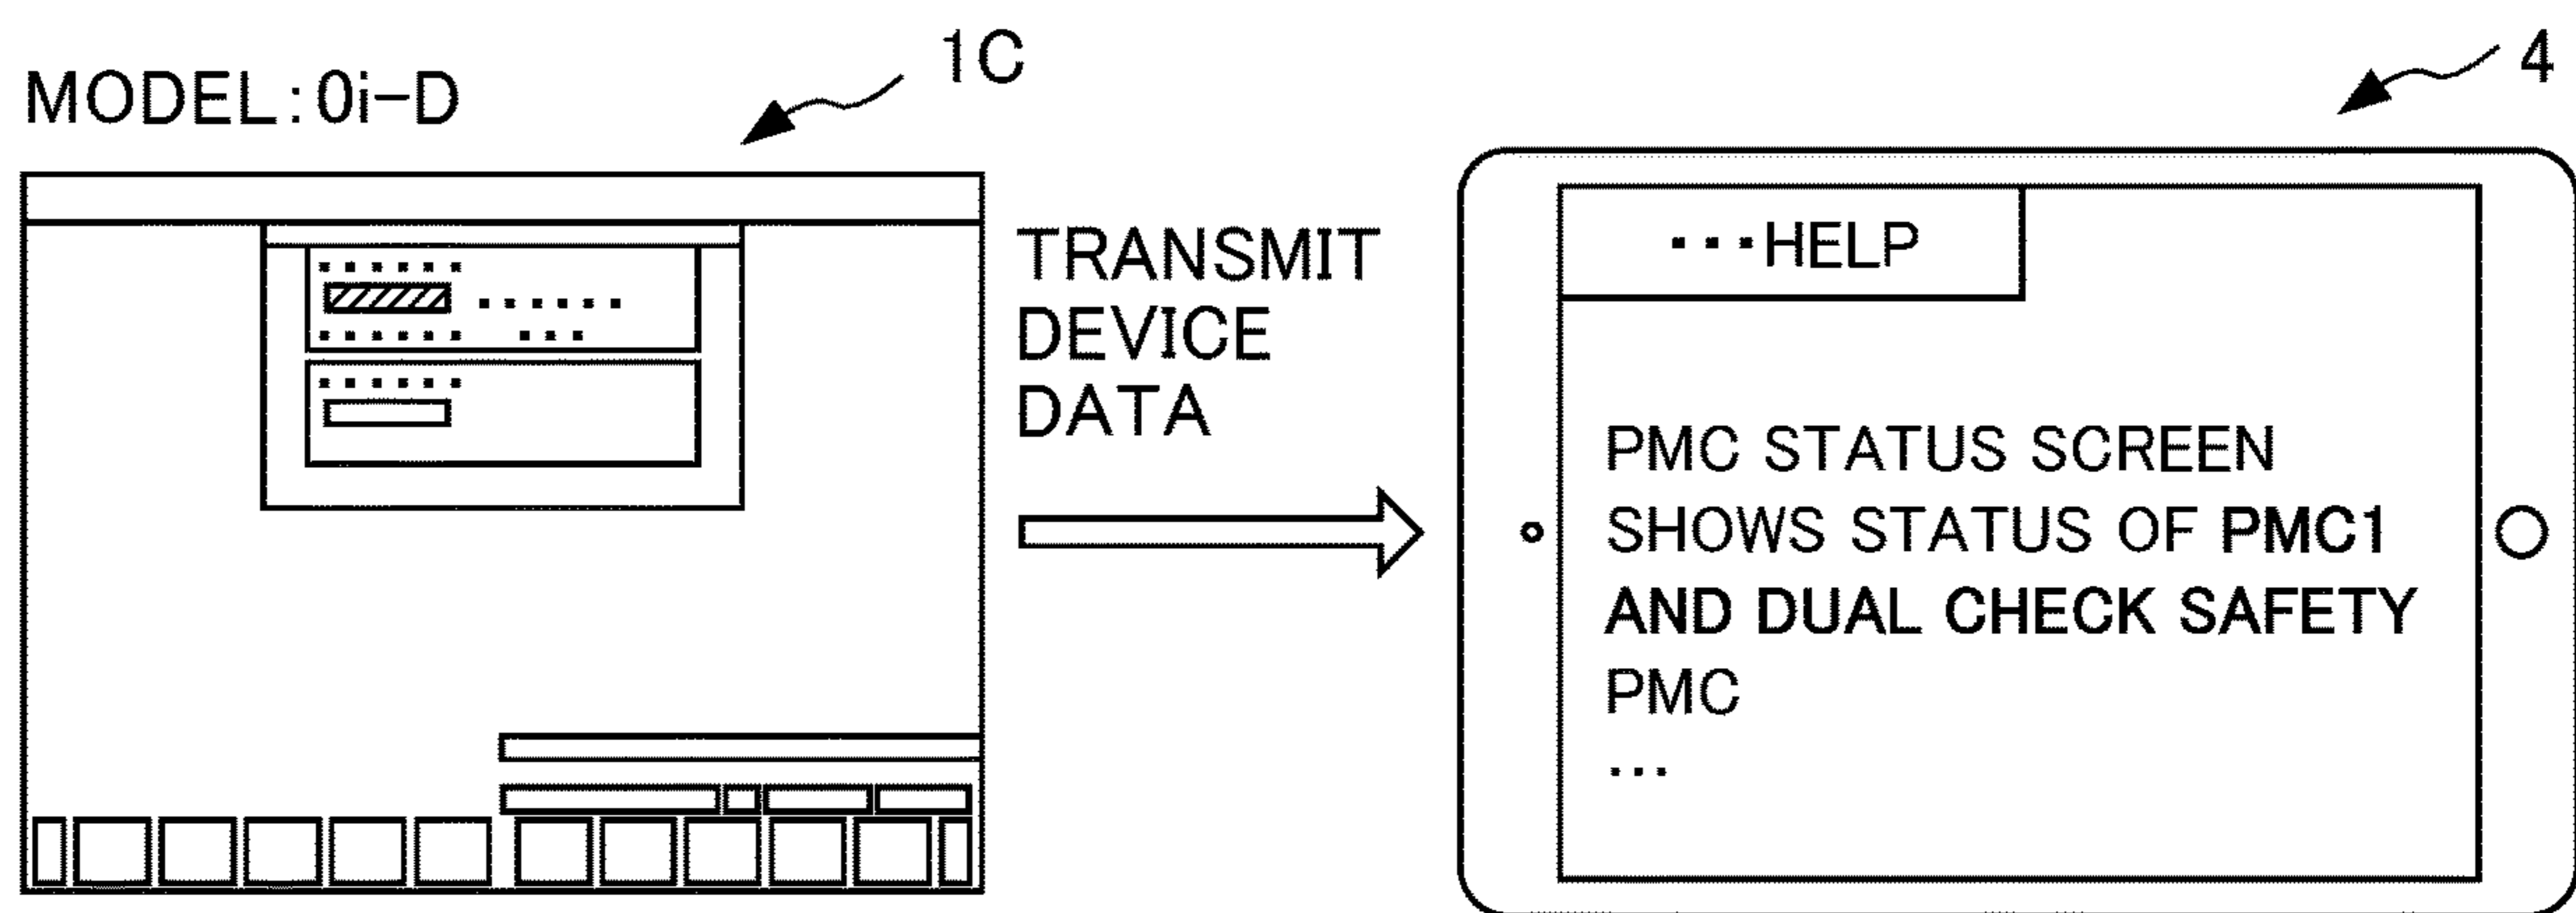 MODEL:0i-D
1C
4
TRANSMIT
DEVICE
DATA
···HELP
PMC STATUS SCREEN
SHOWS STATUS OF PMC1
AND DUAL CHECK SAFETY
PMC
...